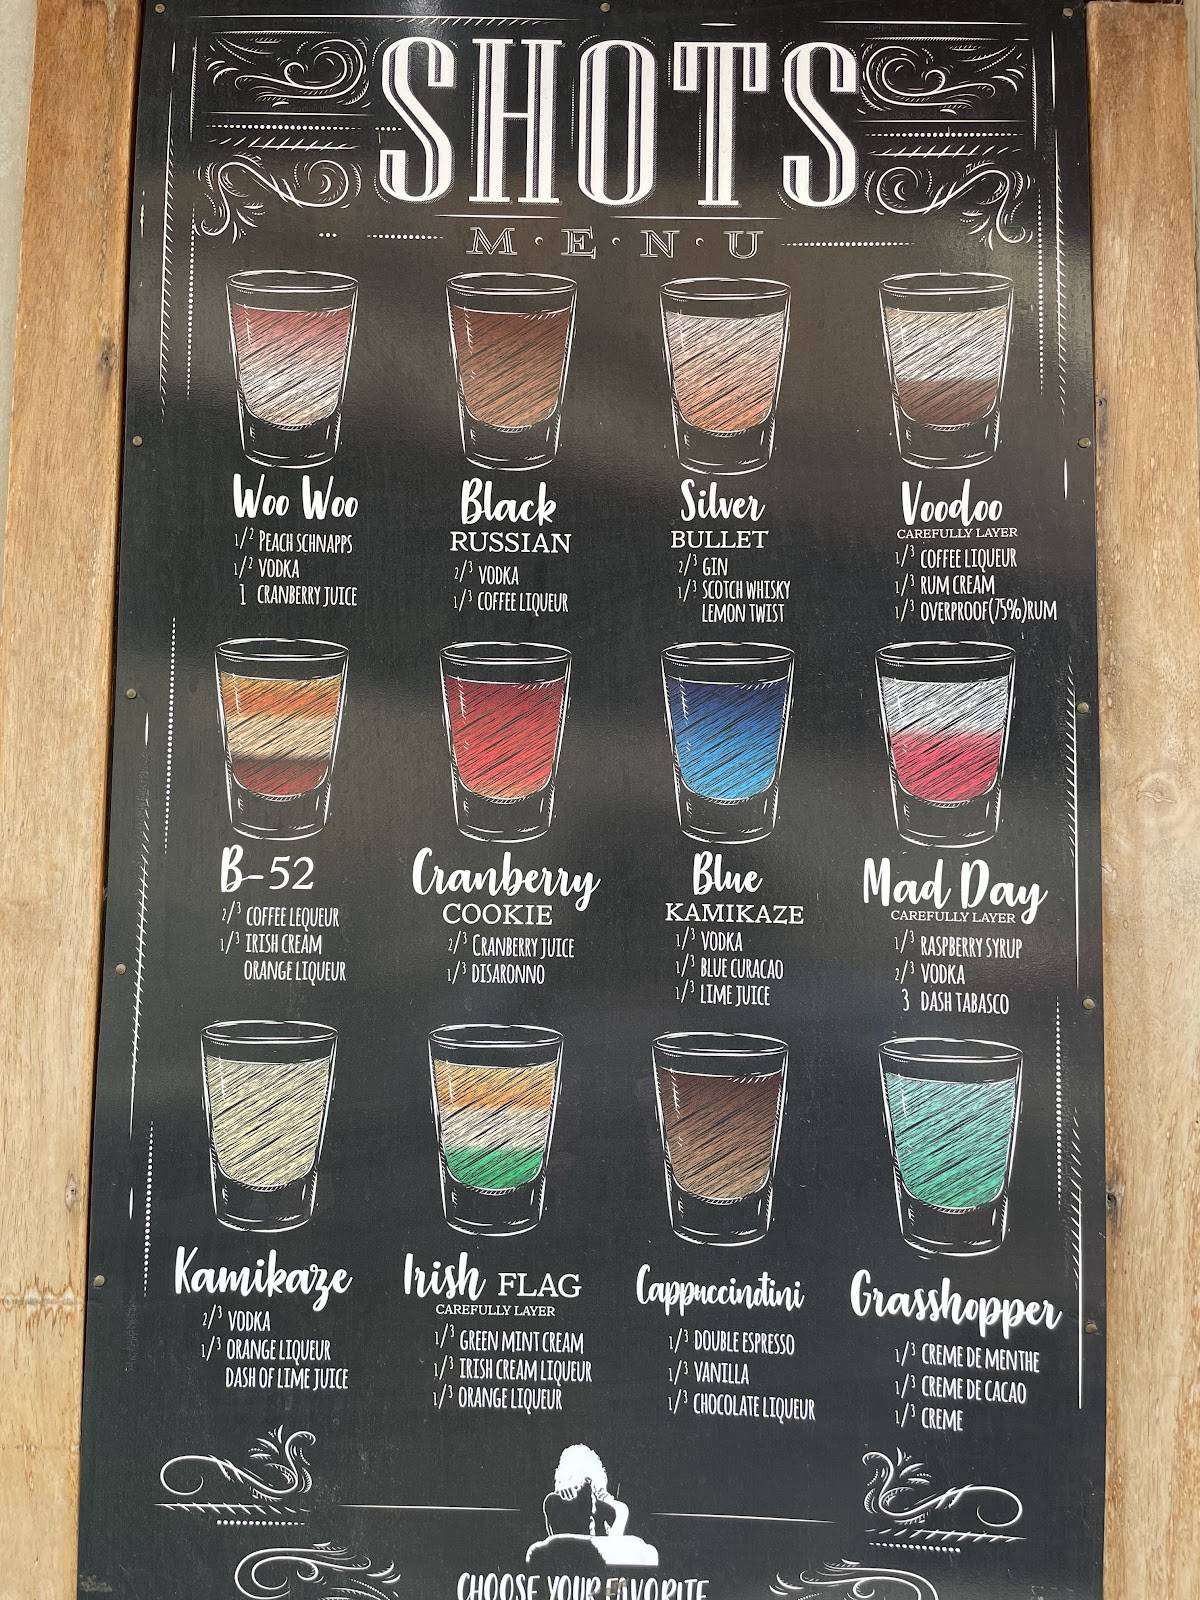 SHOTS
M·E·N·U
Woo Woo
1/2 PEACH SCHNAPPS
1/2 VODKA
1 CRANBERRY JUICE
Black
RUSSIAN
2/3 VODKA
1/3 COFFEE LIQUEUR
Silver
BULLET
2/3 GIN
1/3 SCOTCH WHISKY
LEMON TWIST
Voodoo
CAREFULLY LAYER
1/3 COFFEE LIQUEUR
1/3 RUM CREAM
1/3 OVERPROOF(75%)RUM
B-52
2/3 COFFEE LEQUEUR
1/3 IRISH CREAM
ORANGE LIQUEUR
Cranberry
COOKIE
2/3 CRANBERRY JUICE
1/3 DISARONNO
Blue
KAMIKAZE
1/3 VODKA
1/3 BLUE CURACAO
1/3 LIME JUICE
Mad Day
CAREFULLY LAYER
1/3 RASPBERRY SYRUP
2/3 VODKA
3 DASH TABASCO
Kamikaze
2/3 VODKA
1/3 ORANGE LIQUEUR
DASH OF LIME JUICE
Irish FLAG
CAREFULLY LAYER
1/3 GREEN MINT CREAM
1/3 IRISH CREAM LIQUEUR
1/3 ORANGE LIQUEUR
Cappuccindini
1/3 DOUBLE ESPRESSO
1/3 VANILLA
1/3 CHOCOLATE LIQUEUR
Grasshopper
1/3 CREME DE MENTHE
1/3 CREME DE CACAO
1/3 CREME
CHOOSE YOUR FAVORITE